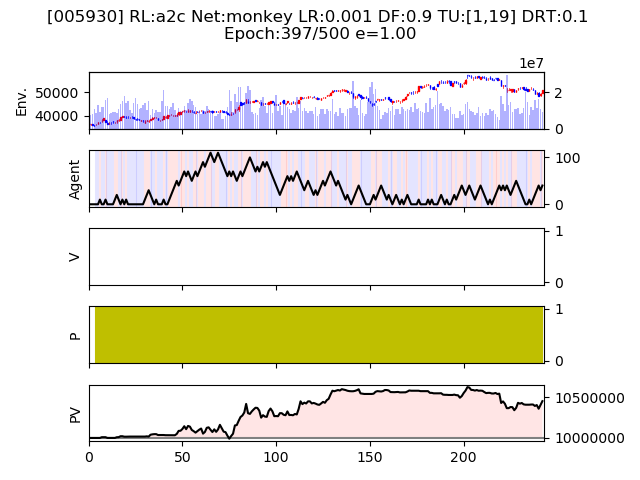 [005930] RL:a2c Net:monkey LR:0.001 DF:0.9 TU:[1,19] DRT:0.1
Epoch:397/500 e=1.00
1e7
Env.
50000
40000
2
0
Agent
100
0
V
1
0
P
1
0
PV
10500000
10000000
0 50 100 150 200